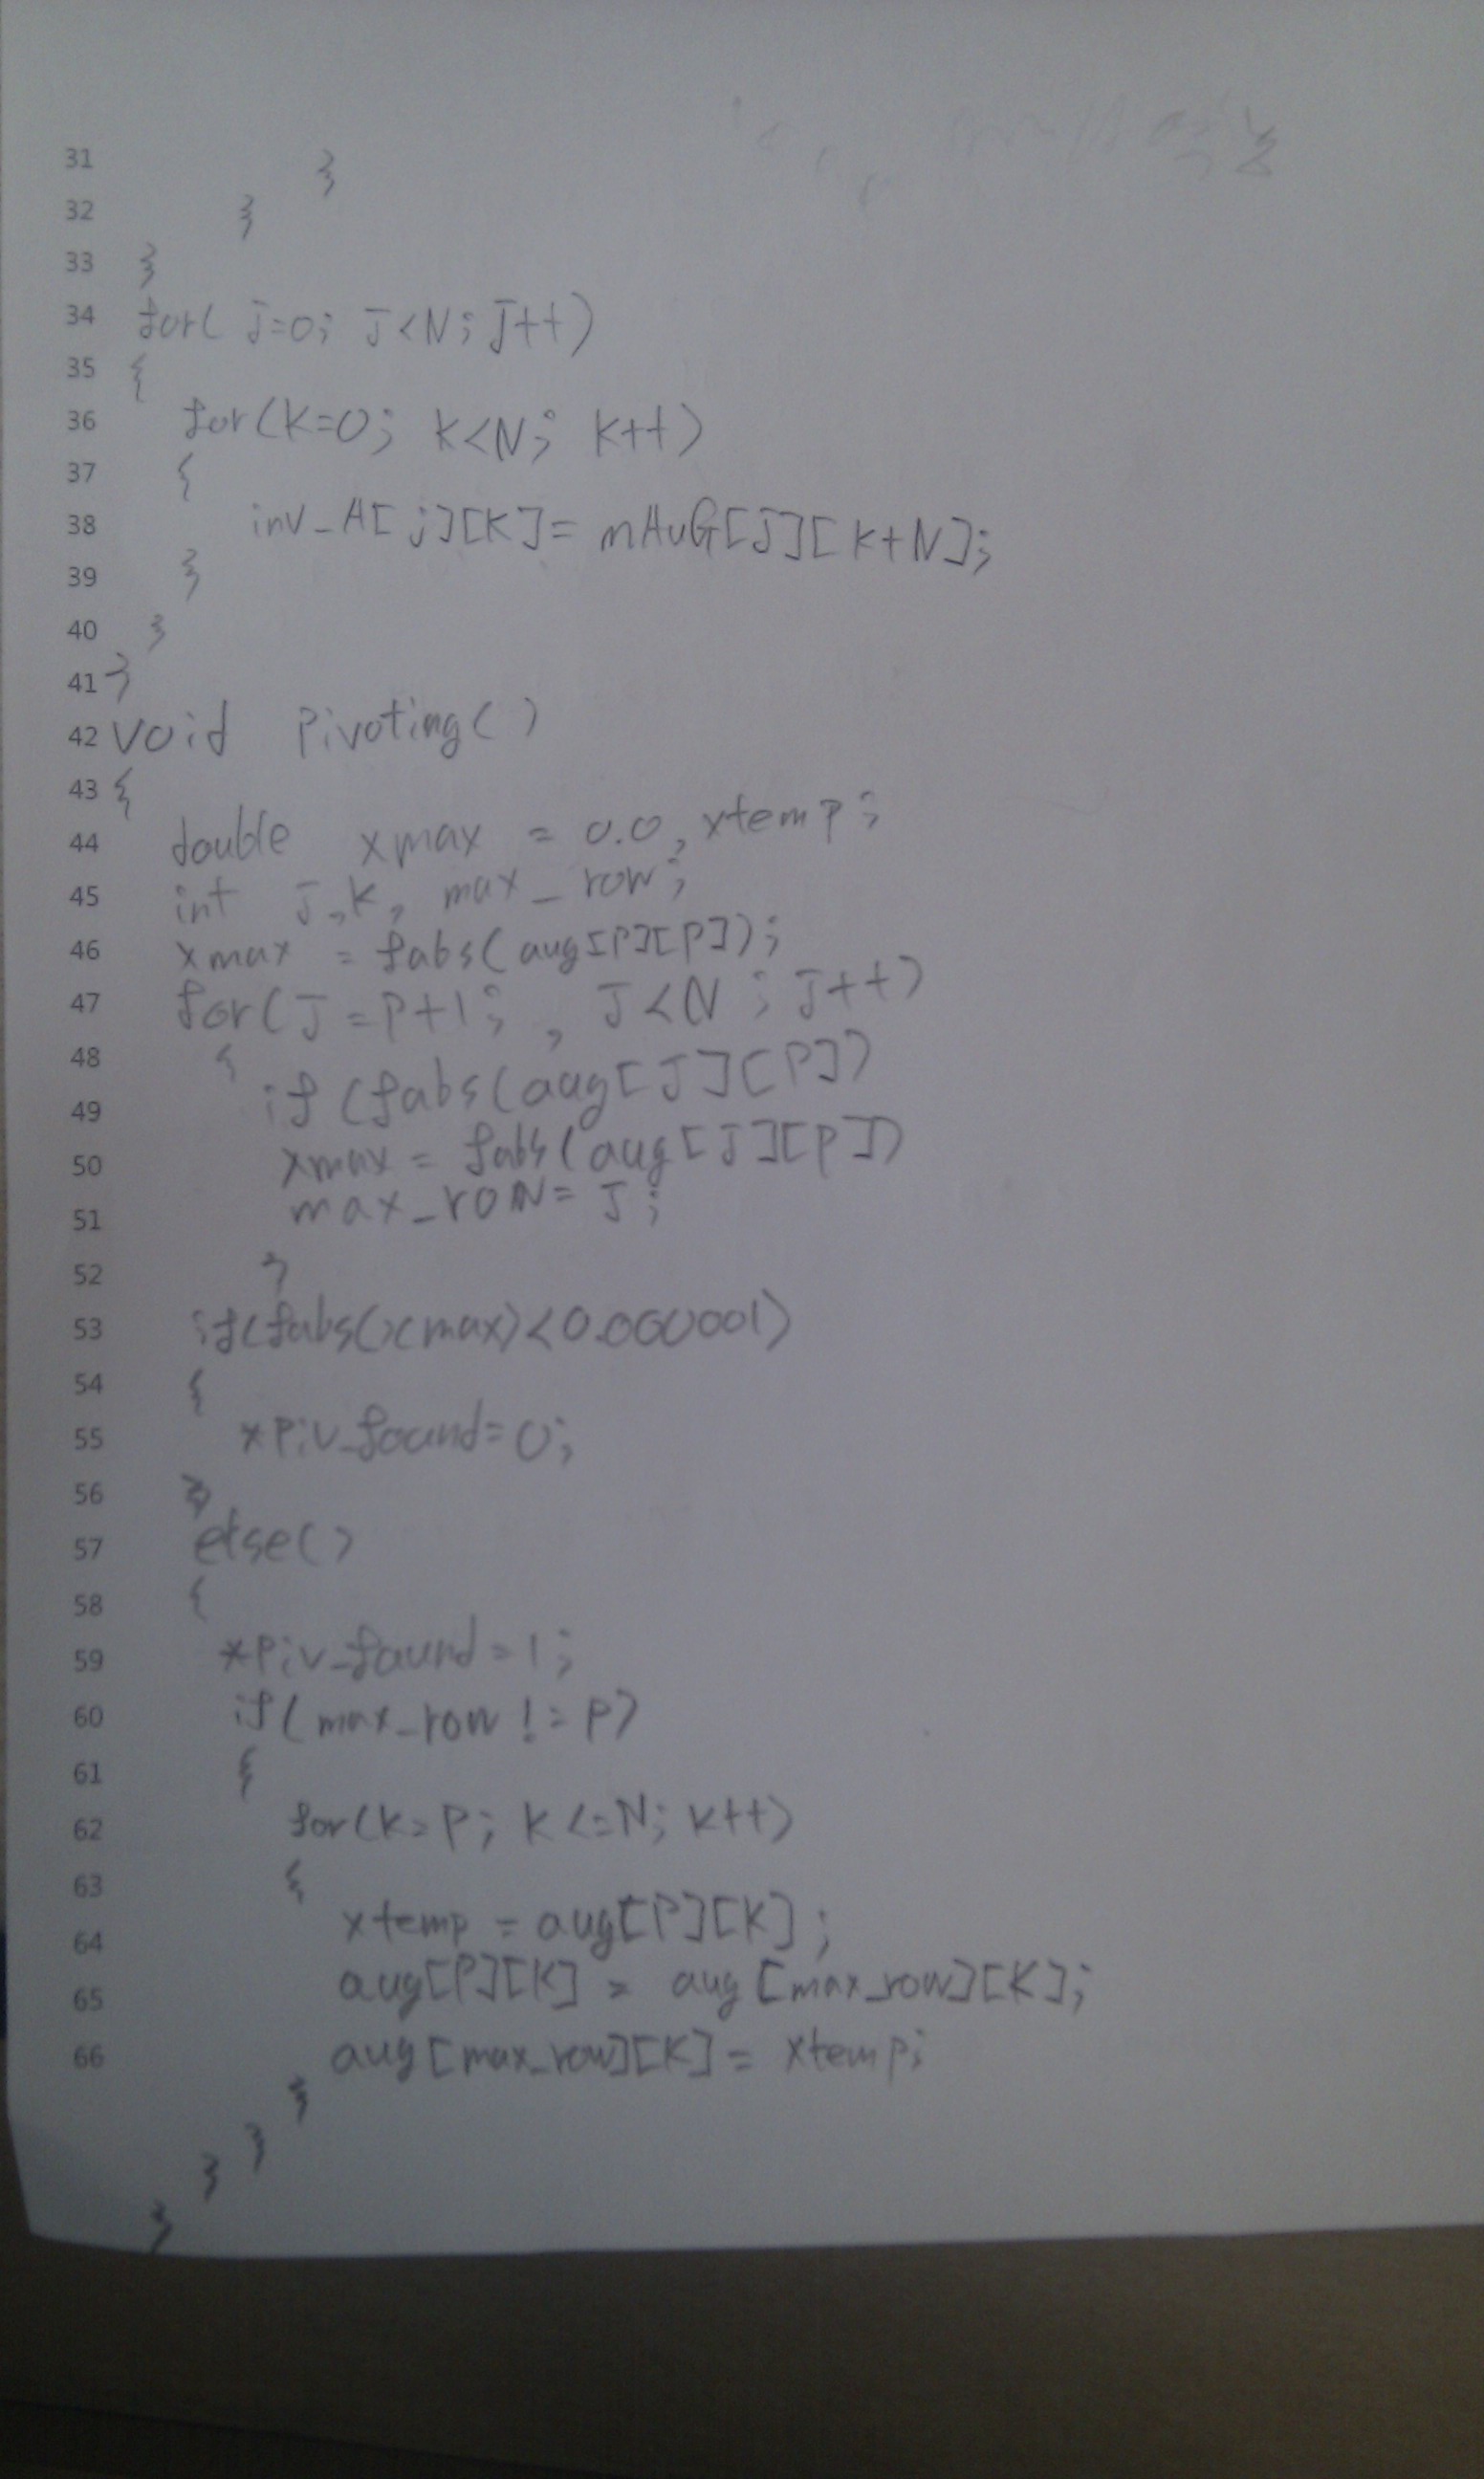 31 }
32 }
33 }
34 for( j=0; J<N; J++)
35 {
36 for(K=0; K<N; K++)
37 {
38 inv_A[j][K]= mAuG[J][K+N];
39 }
40 }
41 }
42 void Pivoting()
43 {
44 double xmax = 0.0, xtemp;
45 int J,K, max_row;
46 xmax = fabs(aug[P][P]);
47 for(J=P+1; , J<N; J++)
48 {
49 if (fabs(aug[J][P])
50 xmax = fabs(aug[J][P])
51 max_roN= J;
52 }
53 if(fabs(xmax)<0.000001)
54 {
55 *Piv_found=0;
56 }
57 else()
58 {
59 *Piv_found=1;
60 if(max_row != P)
61 {
62 for(K=P; K<=N; K++)
63 {
64 xtemp = aug[P][K];
65 aug[P][K] = aug[max_row][K];
66 aug[max_row][K] = xtemp;
}
}
}
}